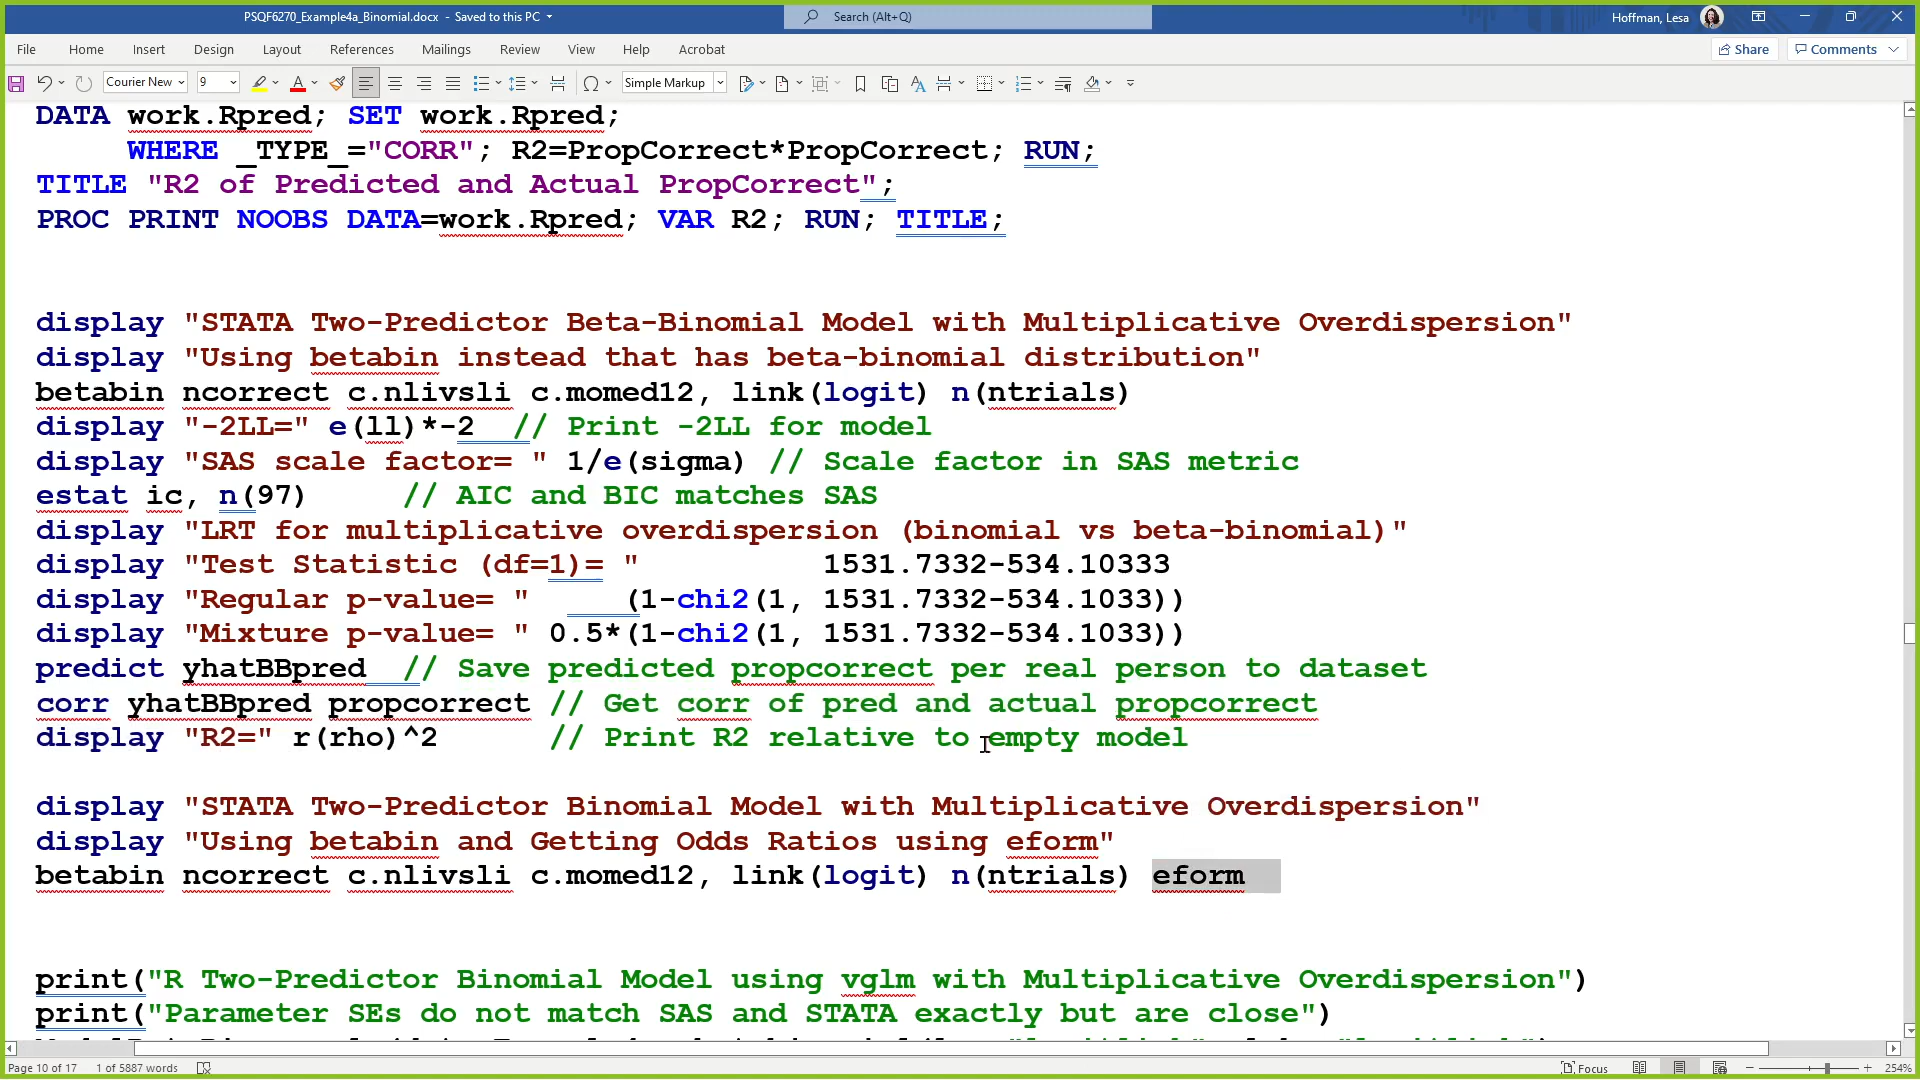 PSQF6270_Example4a_Binomial.docx - Saved to this PC
Search (Alt+Q)
Hoffman, Lesa
File Home Insert Design Layout References Mailings Review View Help Acrobat
Share Comments
Courier New 9 Simple Markup
DATA work.Rpred; SET work.Rpred;
WHERE _TYPE_="CORR"; R2=PropCorrect*PropCorrect; RUN;
TITLE "R2 of Predicted and Actual PropCorrect";
PROC PRINT NOOBS DATA=work.Rpred; VAR R2; RUN; TITLE;
display "STATA Two-Predictor Beta-Binomial Model with Multiplicative Overdispersion"
display "Using betabin instead that has beta-binomial distribution"
betabin ncorrect c.nlivsli c.momed12, link(logit) n(ntrials)
display "-2LL=" e(ll)*-2 // Print -2LL for model
display "SAS scale factor= " 1/e(sigma) // Scale factor in SAS metric
estat ic, n(97) // AIC and BIC matches SAS
display "LRT for multiplicative overdispersion (binomial vs beta-binomial)"
display "Test Statistic (df=1)= " 1531.7332-534.10333
display "Regular p-value= " (1-chi2(1, 1531.7332-534.1033))
display "Mixture p-value= " 0.5*(1-chi2(1, 1531.7332-534.1033))
predict yhatBBpred // Save predicted propcorrect per real person to dataset
corr yhatBBpred propcorrect // Get corr of pred and actual propcorrect
display "R2=" r(rho)^2 // Print R2 relative to empty model
display "STATA Two-Predictor Binomial Model with Multiplicative Overdispersion"
display "Using betabin and Getting Odds Ratios using eform"
betabin ncorrect c.nlivsli c.momed12, link(logit) n(ntrials) eform
print("R Two-Predictor Binomial Model using vglm with Multiplicative Overdispersion")
print("Parameter SEs do not match SAS and STATA exactly but are close")
Page 10 of 17 1 of 5887 words
Focus
254%